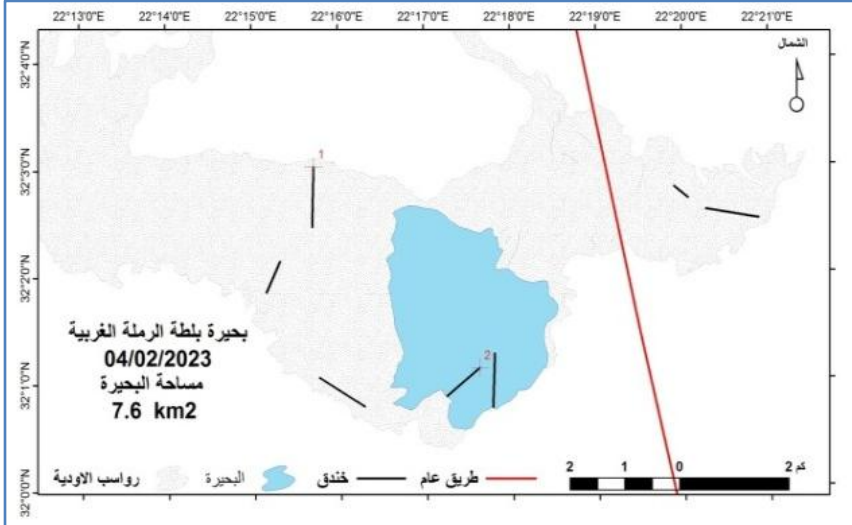 22°13'0"E 22°14'0"E 22°15'0"E 22°16'0"E 22°17'0"E 22°18'0"E 22°19'0"E 22°20'0"E 22°21'0"E
الشمال
32°4'0"N
32°3'0"N
32°2'0"N
32°1'0"N
32°0'0"N
1
2
بحيرة بلطة الرملة الغربية
04/02/2023
مساحة البحيرة
7.6 km2
رواسب الاودية
البحيرة
خندق
طريق عام
2 1 0 2 كم